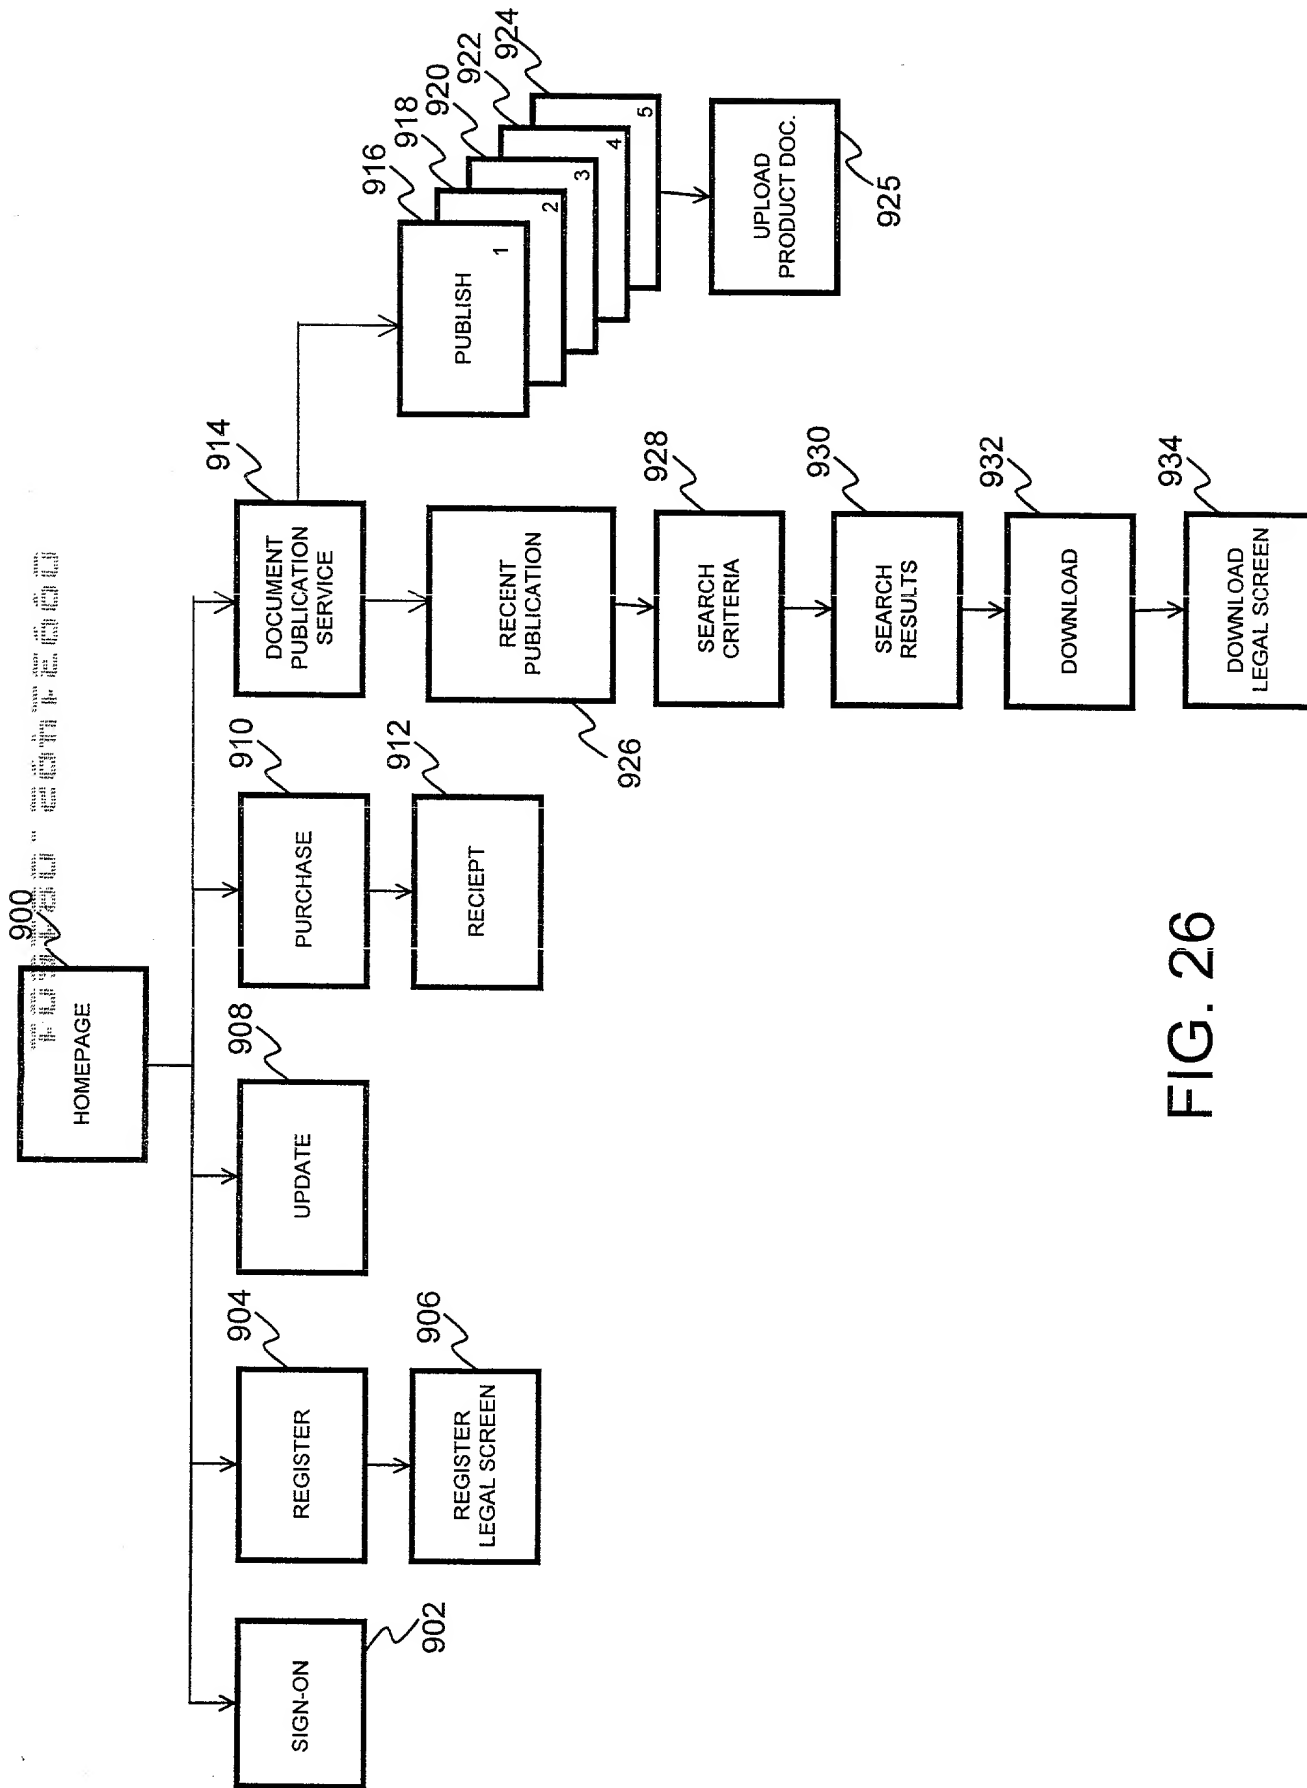 900
HOMEPAGE
902
SIGN-ON
904
REGISTER
906
REGISTER
LEGAL SCREEN
908
UPDATE
910
PURCHASE
912
RECIEPT
914
DOCUMENT
PUBLICATION
SERVICE
916
PUBLISH
1
918
2
920
3
922
4
924
5
UPLOAD
PRODUCT DOC.
925
RECENT
PUBLICATION
926
928
SEARCH
CRITERIA
930
SEARCH
RESULTS
932
DOWNLOAD
934
DOWNLOAD
LEGAL SCREEN
FIG. 26